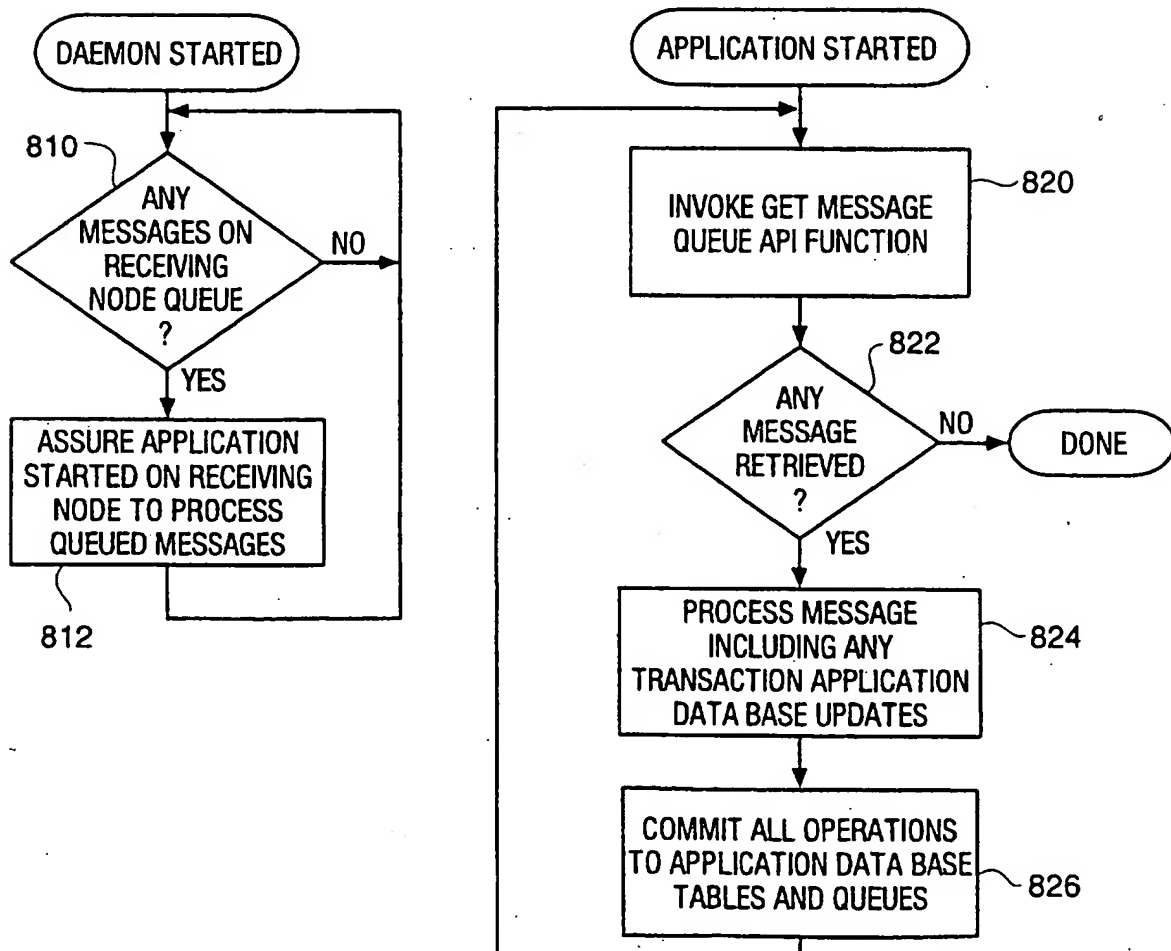 DAEMON STARTED
810
ANY
MESSAGES ON
RECEIVING
NODE QUEUE
?
NO
YES
ASSURE APPLICATION
STARTED ON RECEIVING
NODE TO PROCESS
QUEUED MESSAGES
812
APPLICATION STARTED
820
INVOKE GET MESSAGE
QUEUE API FUNCTION
822
ANY
MESSAGE
RETRIEVED
?
NO
DONE
YES
PROCESS MESSAGE
INCLUDING ANY
TRANSACTION APPLICATION
DATA BASE UPDATES
824
COMMIT ALL OPERATIONS
TO APPLICATION DATA BASE
TABLES AND QUEUES
826